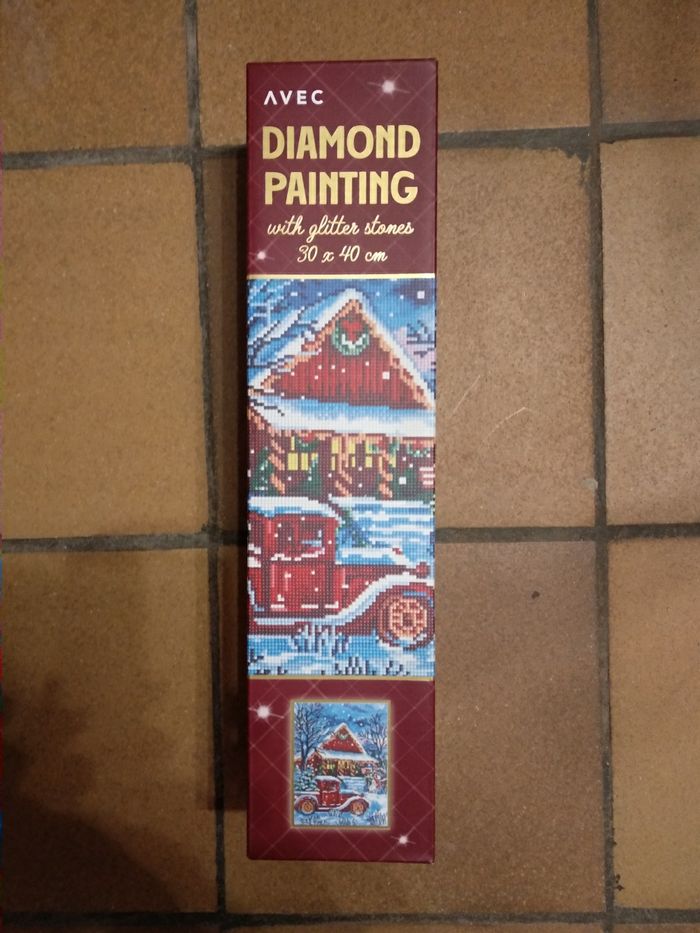 AVEC
DIAMOND
PAINTING
with glitter stones
30 x 40 cm